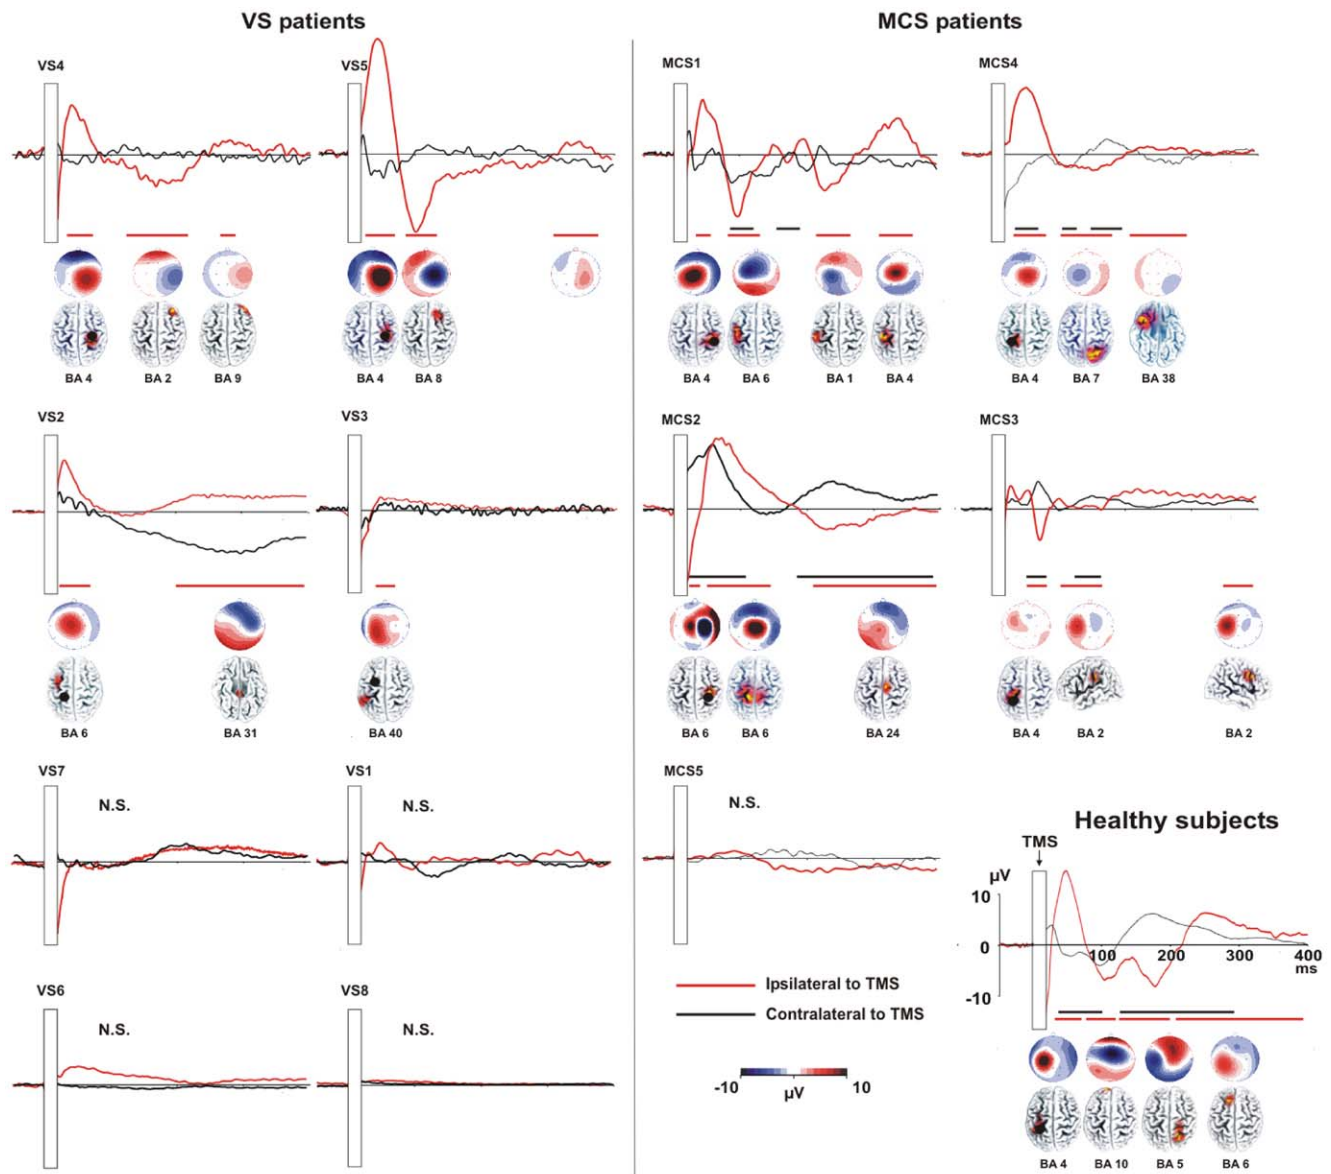 VS patients
MCS patients
VS4
VS5
MCS1
MCS4
BA 4
BA 2
BA 9
BA 4
BA 8
BA 4
BA 6
BA 1
BA 4
BA 4
BA 7
BA 38
VS2
VS3
MCS2
MCS3
BA 6
BA 31
BA 40
BA 6
BA 6
BA 24
BA 4
BA 2
BA 2
VS7
N.S.
VS1
N.S.
MCS5
N.S.
Healthy subjects
TMS
µV
10
0
-10
100
200
300
400
ms
Ipsilateral to TMS
Contralateral to TMS
VS6
N.S.
VS8
N.S.
-10
µV
10
BA 4
BA 10
BA 5
BA 6